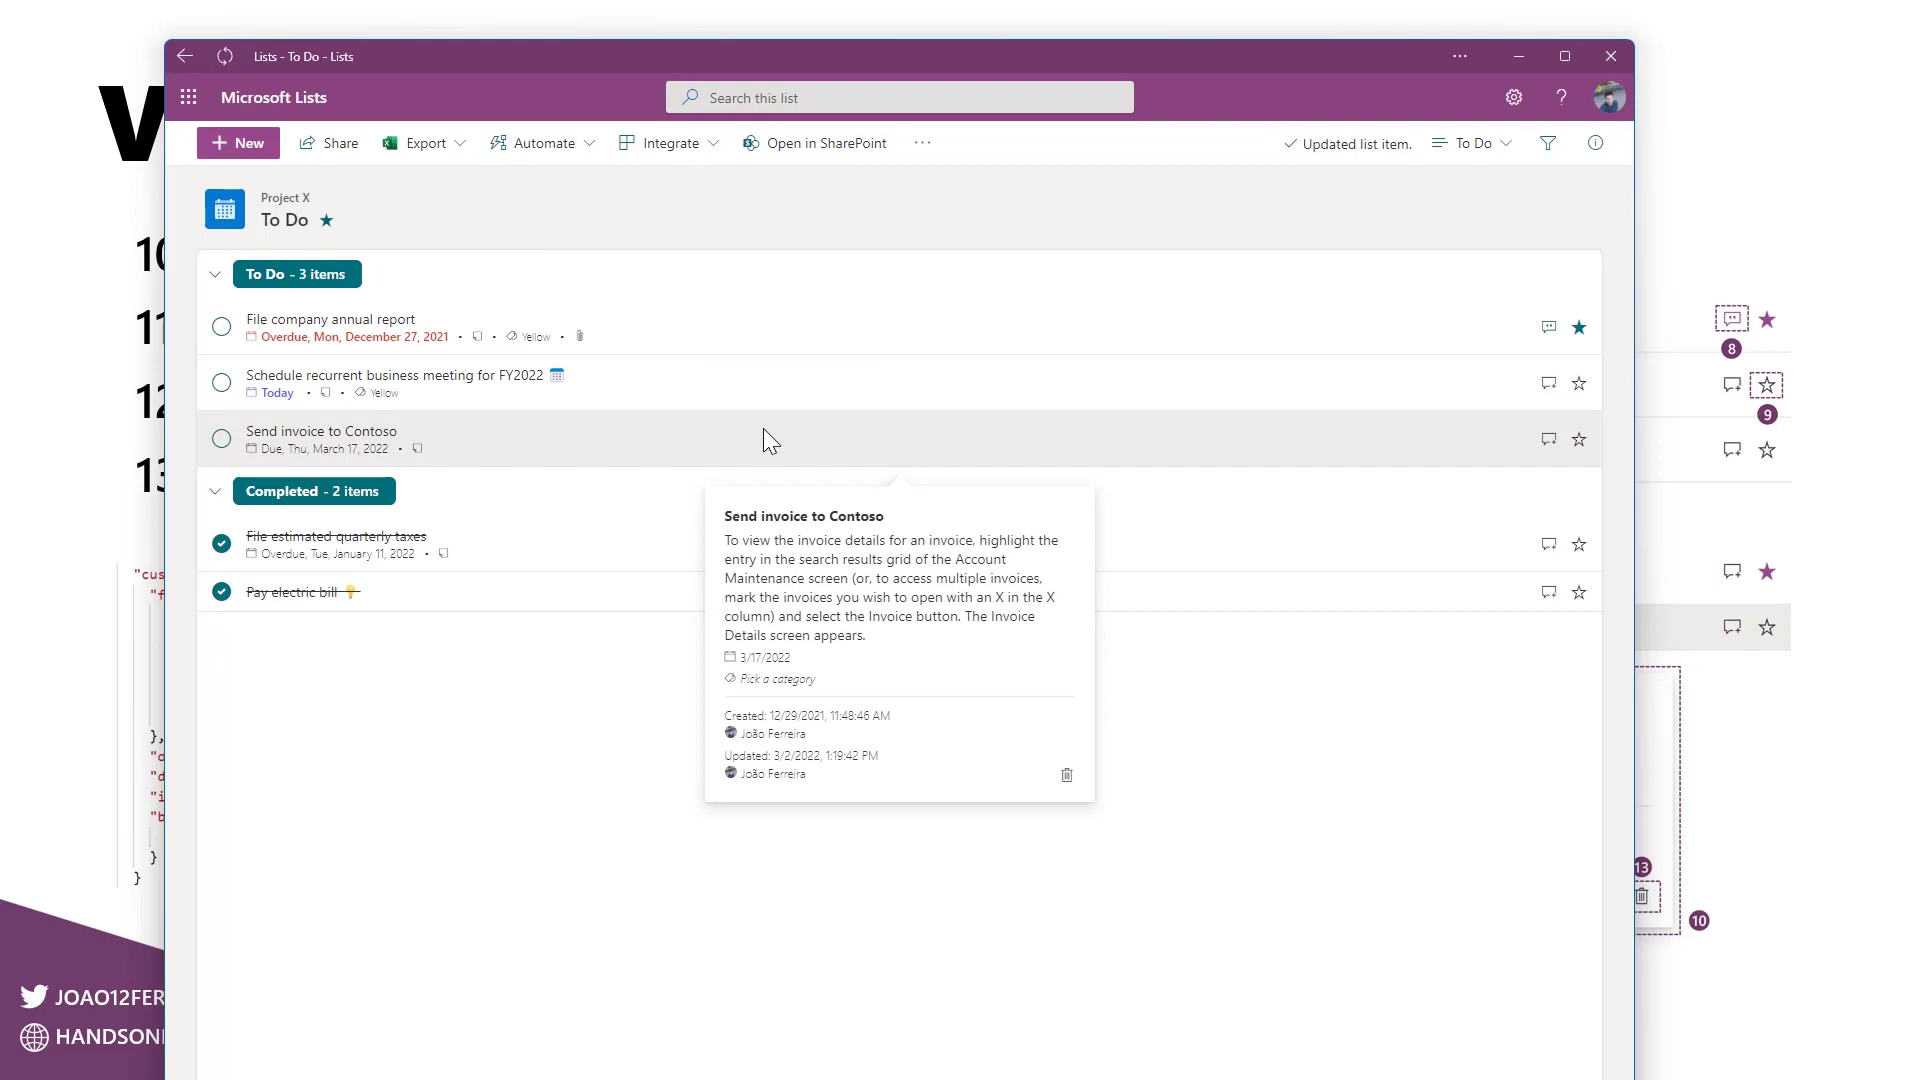 Lists - To Do - Lists
Microsoft Lists
Search this list
New
Share
Export
Automate
Integrate
Open in SharePoint
Updated list item.
To Do
Project X
To Do
To Do - 3 items
File company annual report
Overdue, Mon, December 27, 2021 • • Yellow •
Schedule recurrent business meeting for FY2022
Today • • Yellow
Send invoice to Contoso
Due, Thu, March 17, 2022 •
Completed - 2 items
File estimated quarterly taxes
Overdue, Tue, January 11, 2022 •
Pay electric bill
Send invoice to Contoso
To view the invoice details for an invoice, highlight the
entry in the search results grid of the Account
Maintenance screen (or, to access multiple invoices,
mark the invoices you wish to open with an X in the X
column) and select the Invoice button. The Invoice
Details screen appears.
3/17/2022
Pick a category
Created: 12/29/2021, 11:48:46 AM
João Ferreira
Updated: 3/2/2022, 1:19:42 PM
João Ferreira
10
11
12
13
"cus
"f
},
"d
"i
"b
}
}
JOAO12FER
HANDSON
8
9
13
10